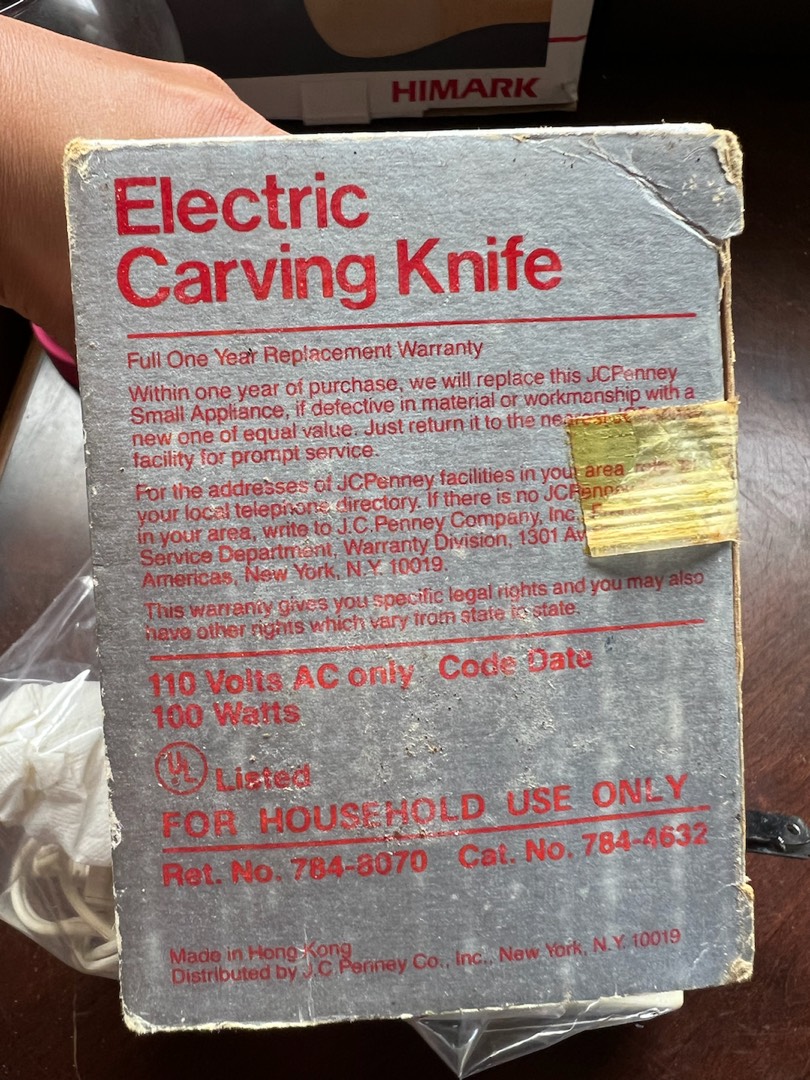 HIMARK
Electric
Carving Knife
Full One Year Replacement Warranty
Within one year of purchase, we will replace this JCPenney
Small Appliance, if defective in material or workmanship with a
new one of equal value. Just return it to the nearest
facility for prompt service.
For the addresses of JCPenney facilities in your area
your local telephone directory. If there is no JCPenney
in your area, write to J.C.Penney Company, Inc.
Service Department, Warranty Division, 1301 Av
Americas, New York, N.Y. 10019.
This warranty gives you specific legal rights and you may also
have other rights which vary from state to state.
110 Volts AC only Code Date
100 Watts
UL Listed
FOR HOUSEHOLD USE ONLY
Ret. No. 784-8070 Cat. No. 784-4632
Made in Hong Kong
Distributed by J.C Penney Co., Inc., New York, N.Y. 10019